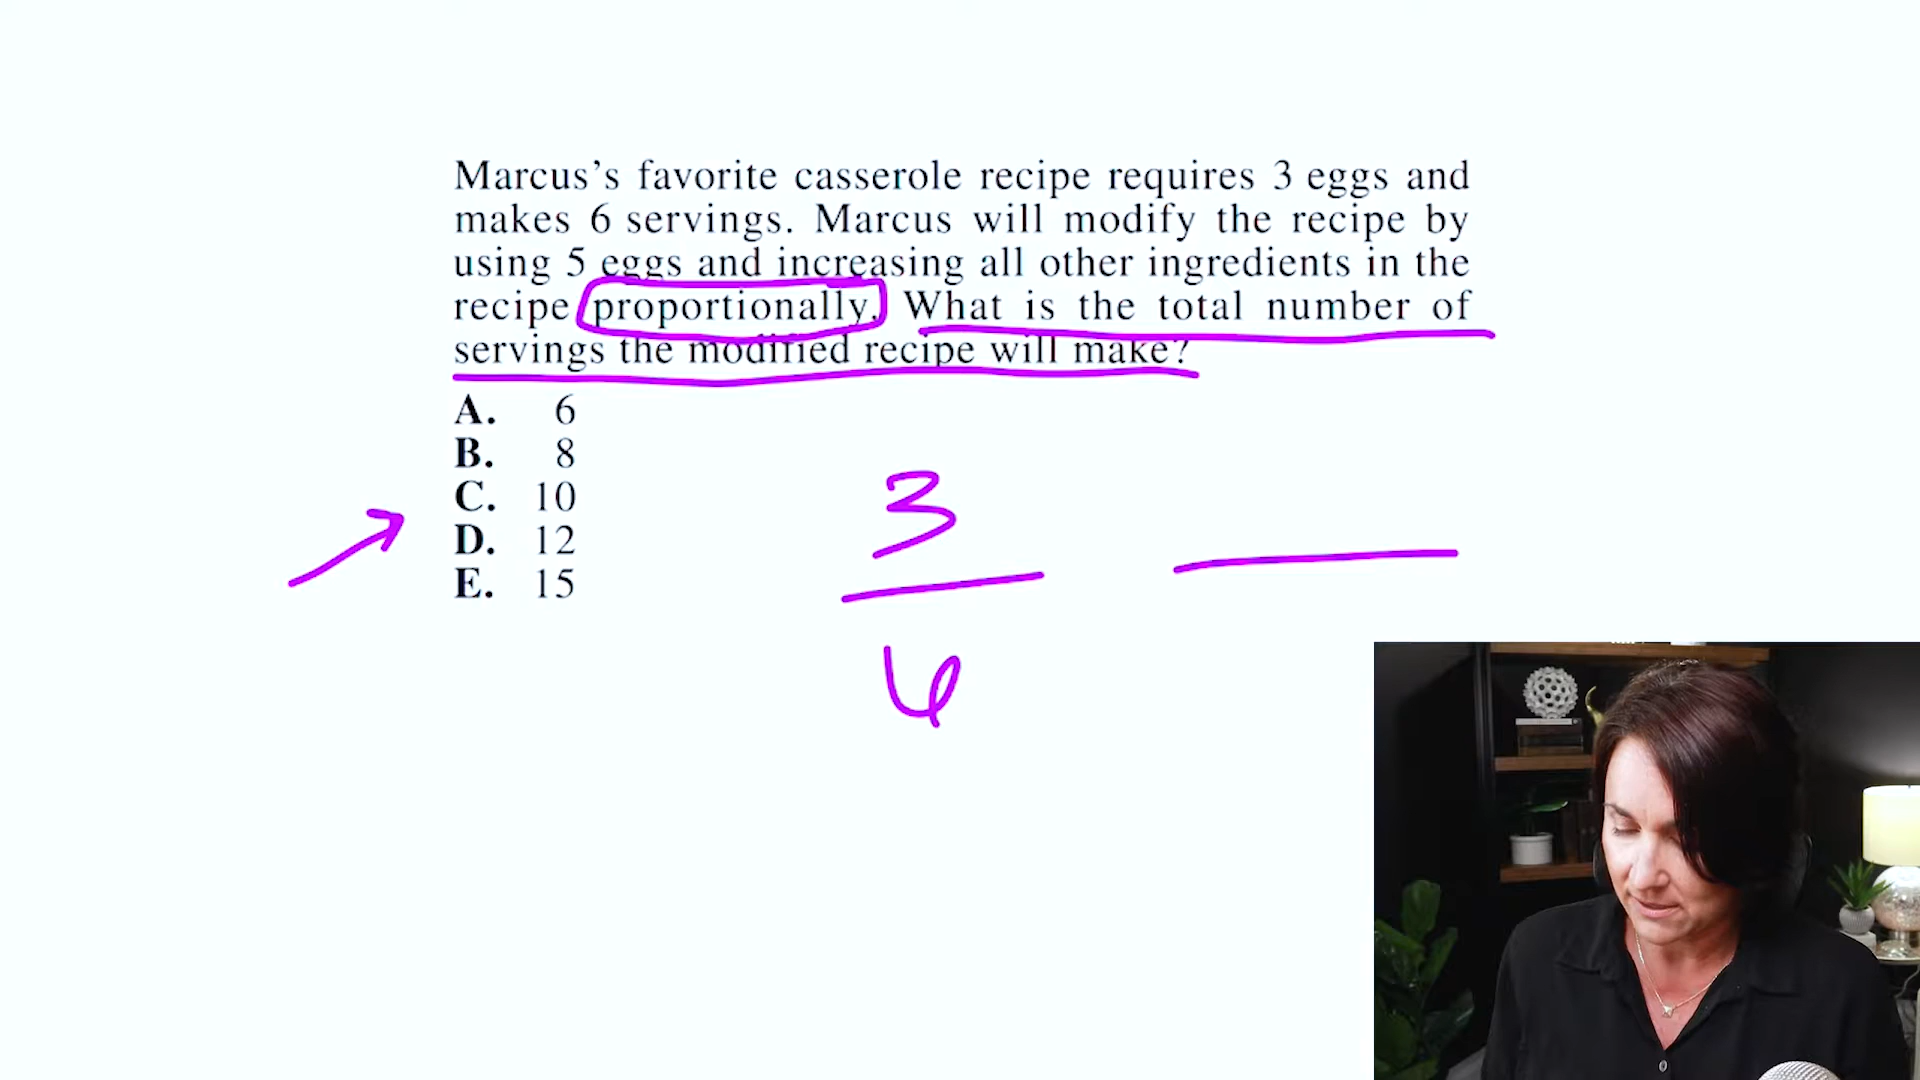 Marcus’s favorite casserole recipe requires 3 eggs and
makes 6 servings. Marcus will modify the recipe by
using 5 eggs and increasing all other ingredients in the
recipe proportionally. What is the total number of
servings the modified recipe will make?
A. 6
B. 8
C. 10
D. 12
E. 15
3
6